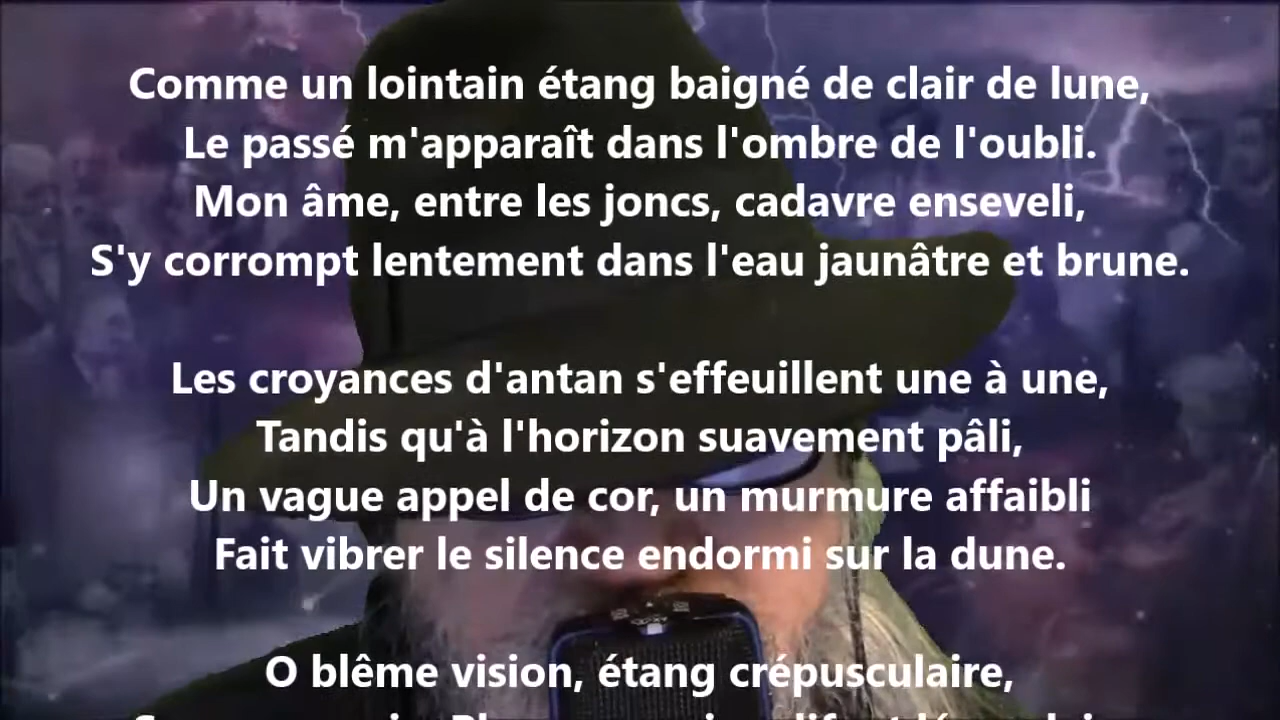 Comme un lointain étang baigné de clair de lune,
Le passé m'apparaît dans l'ombre de l'oubli.
Mon âme, entre les joncs, cadavre enseveli,
S'y corrompt lentement dans l'eau jaunâtre et brune.
Les croyances d'antan s'effeuillent une à une,
Tandis qu'à l'horizon suavement pâli,
Un vague appel de cor, un murmure affaibli
Fait vibrer le silence endormi sur la dune.
O blême vision, étang crépusculaire,